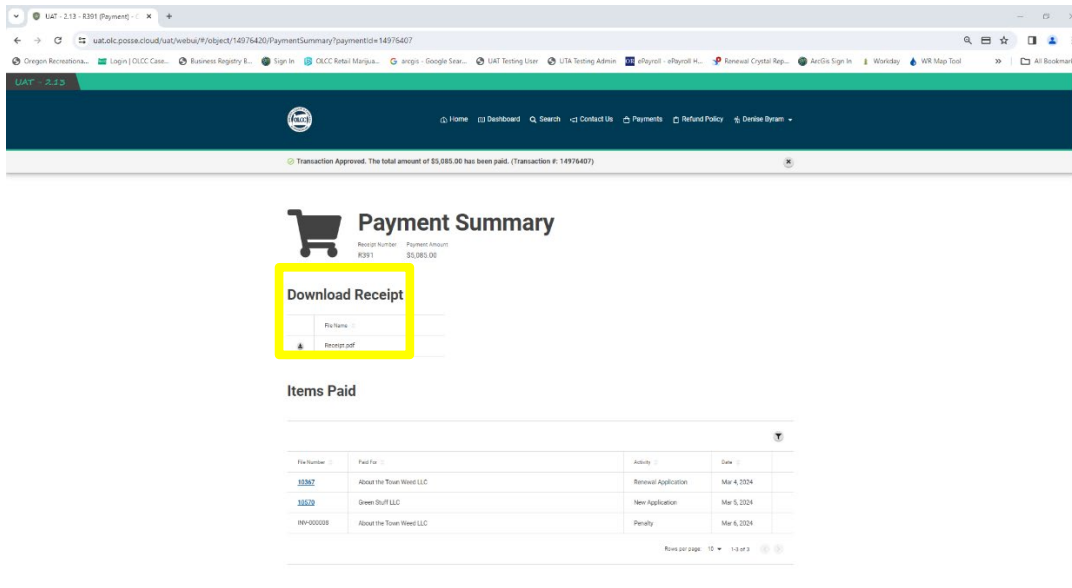 UAT - 2.13 - R391 (Payment) - C
uat.olc.posse.cloud/uat/webui/#/object/14976420/PaymentSummary?paymentId=14976407
Oregon Recreationa... Login | OLCC Case... Business Registry B... Sign In OLCC Retail Marijua... arcgis - Google Sear... UAT Testing User UTA Testing Admin ePayroll - ePayroll H... Renewal Crystal Rep... ArcGis Sign In Workday WR Map Tool » All Bookmark
UAT - 2.13
OLCC Home Dashboard Search Contact Us Payments Refund Policy Denise Byram
Transaction Approved. The total amount of $5,085.00 has been paid. (Transaction #: 14976407)
Payment Summary
Receipt Number Payment Amount
R391 $5,085.00
Download Receipt
File Name
Receipt.pdf
Items Paid
File Number Paid For Activity Date
10367 About the Town Weed LLC Renewal Application Mar 4, 2024
10570 Green Stuff LLC New Application Mar 5, 2024
INV-000008 About the Town Weed LLC Penalty Mar 6, 2024
Rows per page: 10 1-3 of 3